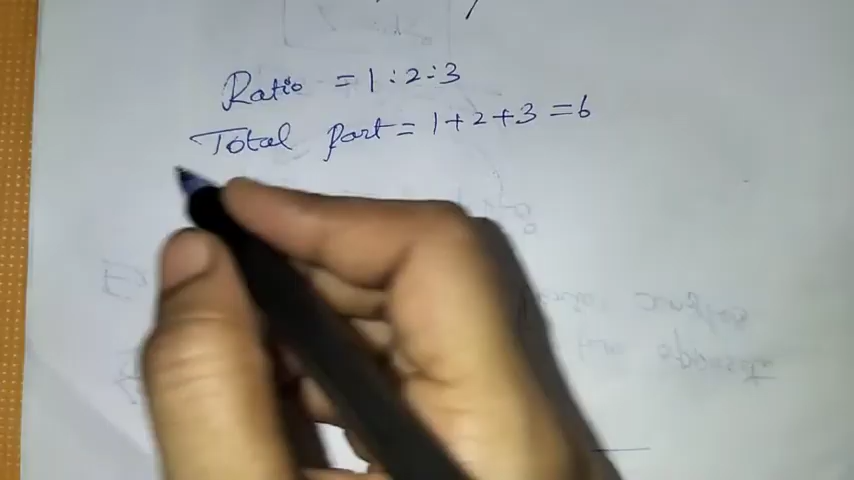 Ratio = 1:2:3
Total part = 1+2+3 = 6